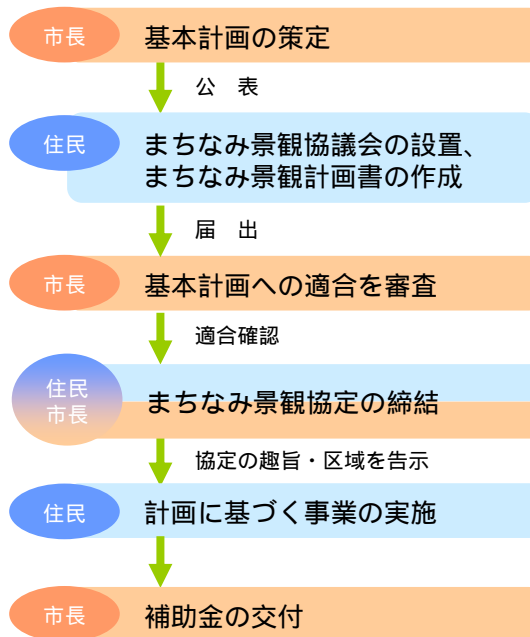 市長 基本計画の策定
公 表
住民 まちなみ景観協議会の設置、
まちなみ景観計画書の作成
届 出
市長 基本計画への適合を審査
適合確認
住民
市長 まちなみ景観協定の締結
協定の趣旨・区域を告示
住民 計画に基づく事業の実施
市長 補助金の交付